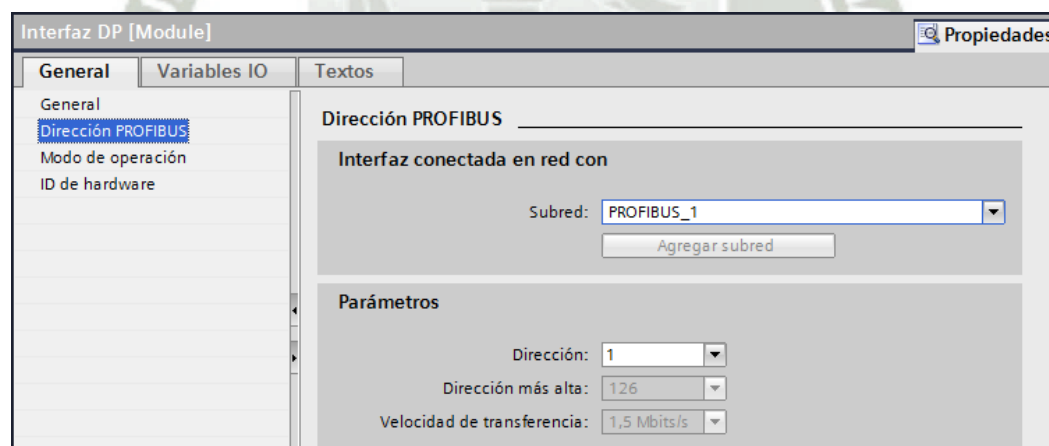 Interfaz DP [Module]
Propiedades
General Variables IO Textos
General
Dirección PROFIBUS
Modo de operación
ID de hardware
Dirección PROFIBUS
Interfaz conectada en red con
Subred: PROFIBUS_1
Agregar subred
Parámetros
Dirección: 1
Dirección más alta: 126
Velocidad de transferencia: 1,5 Mbits/s